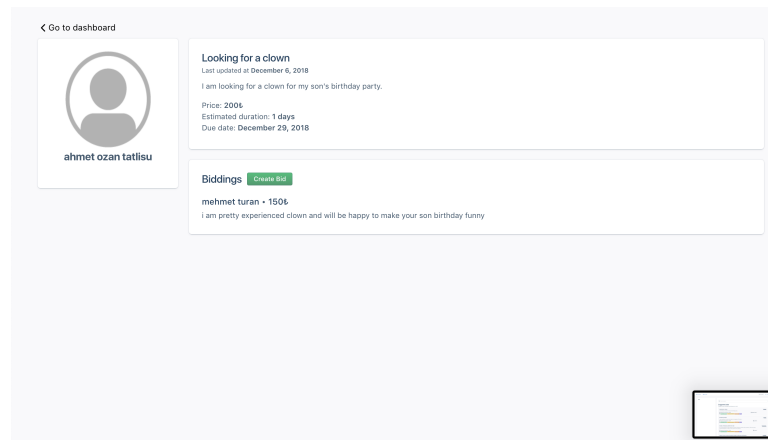 Go to dashboard
ahmet ozan tatlisu
Looking for a clown
Last updated at December 6, 2018
I am looking for a clown for my son's birthday party.
Price: 200₺
Estimated duration: 1 days
Due date: December 29, 2018
Biddings Create Bid
mehmet turan • 150₺
i am pretty experienced clown and will be happy to make your son birthday funny